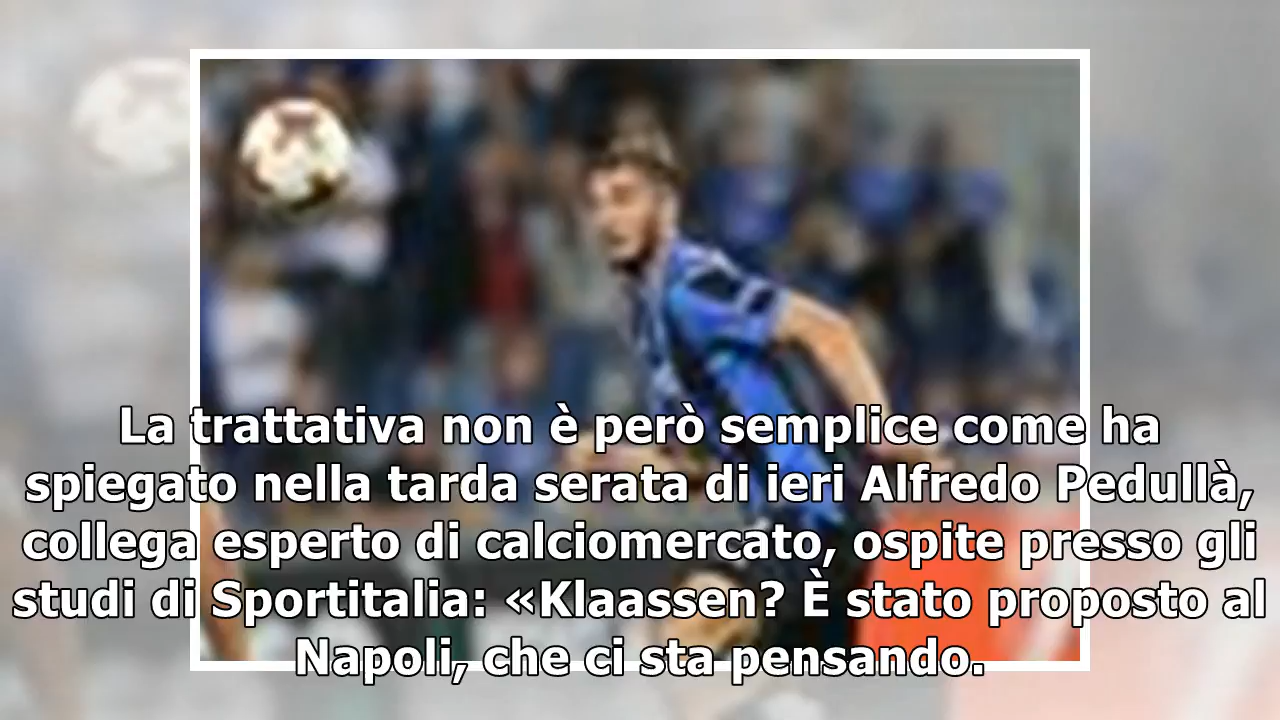 La trattativa non è però semplice come ha
spiegato nella tarda serata di ieri Alfredo Pedullà,
collega esperto di calciomercato, ospite presso gli
studi di Sportitalia: «Klaassen? È stato proposto al
Napoli, che ci sta pensando.